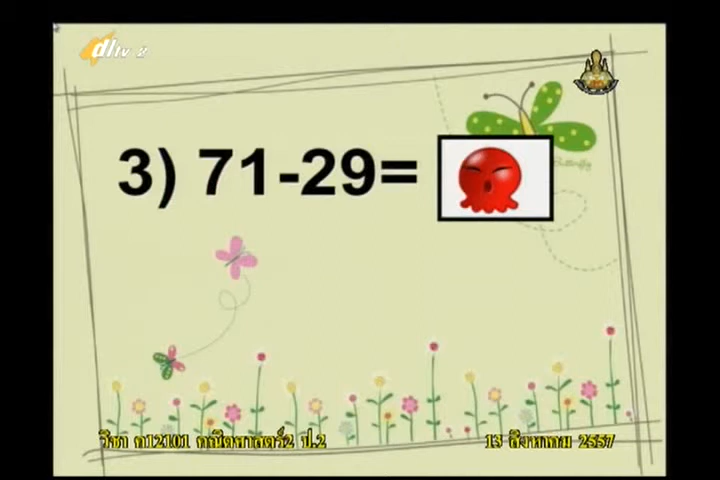 dltv 2
3) 71-29=
วิชา ค12101 คณิตศาสตร์2 ป.2
13 สิงหาคม 2557